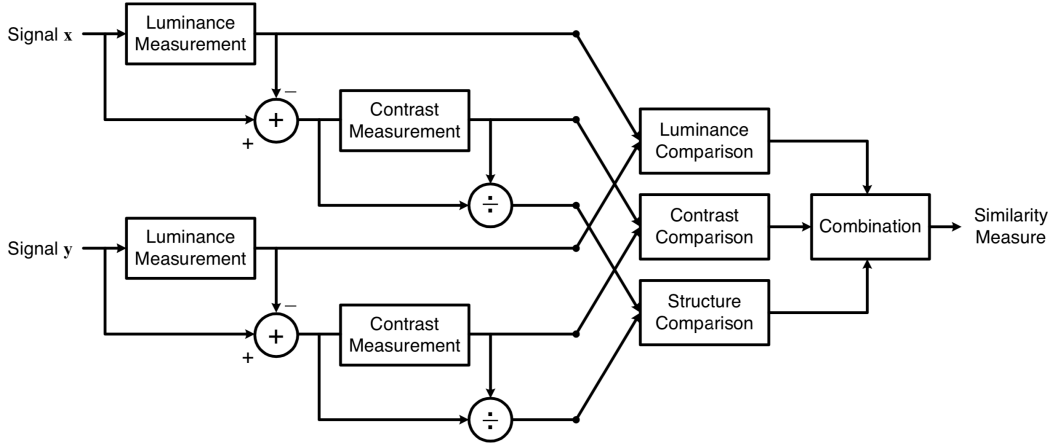 Signal x
Luminance
Measurement
−
+
+
Contrast
Measurement
÷
Signal y
Luminance
Measurement
−
+
+
Contrast
Measurement
÷
Luminance
Comparison
Contrast
Comparison
Structure
Comparison
Combination
Similarity
Measure